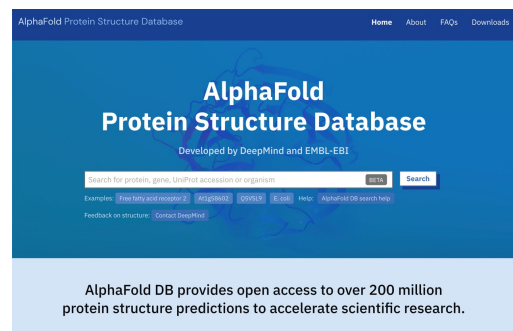 AlphaFold Protein Structure Database
Home About FAQs Downloads
AlphaFold
Protein Structure Database
Developed by DeepMind and EMBL-EBI
Search for protein, gene, UniProt accession or organism BETA Search
Examples: Free fatty acid receptor 2 At1g58602 Q5VSL9 E. coli Help: AlphaFold DB search help
Feedback on structure: Contact DeepMind
AlphaFold DB provides open access to over 200 million
protein structure predictions to accelerate scientific research.